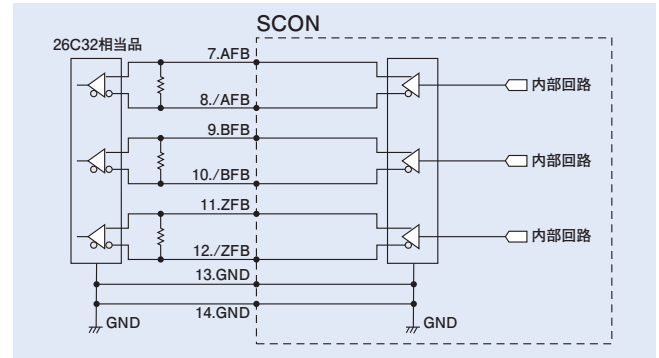 SCON
26C32相当品
7.AFB
内部回路
8./AFB
9.BFB
内部回路
10./BFB
11.ZFB
内部回路
12./ZFB
13.GND
14.GND
GND
GND